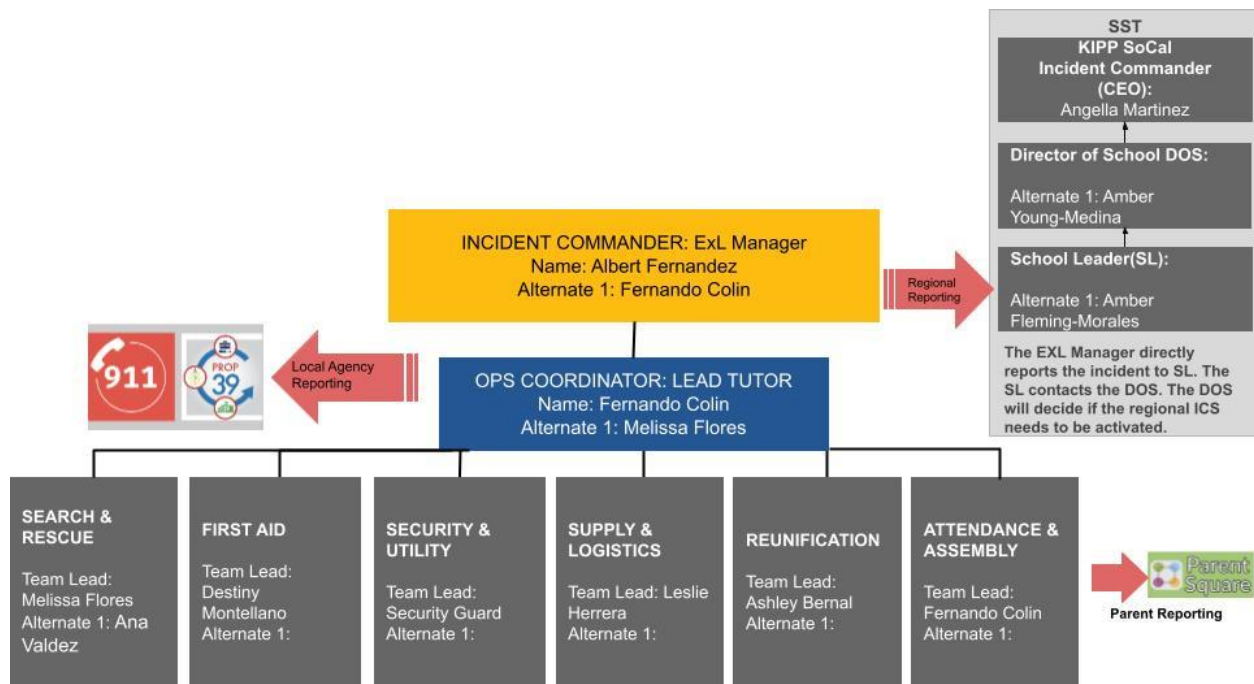 SST
KIPP SoCal
Incident Commander
(CEO):
Angella Martinez
Director of School DOS:
Alternate 1: Amber
Young-Medina
School Leader(SL):
Alternate 1: Amber
Fleming-Morales
The EXL Manager directly
reports the incident to SL. The
SL contacts the DOS. The DOS
will decide if the regional ICS
needs to be activated.
INCIDENT COMMANDER: ExL Manager
Name: Albert Fernandez
Alternate 1: Fernando Colin
Regional
Reporting
911
PROP
39
Local Agency
Reporting
OPS COORDINATOR: LEAD TUTOR
Name: Fernando Colin
Alternate 1: Melissa Flores
SEARCH &
RESCUE
Team Lead:
Melissa Flores
Alternate 1: Ana
Valdez
FIRST AID
Team Lead:
Destiny
Montellano
Alternate 1:
SECURITY &
UTILITY
Team Lead:
Security Guard
Alternate 1:
SUPPLY &
LOGISTICS
Team Lead: Leslie
Herrera
Alternate 1:
REUNIFICATION
Team Lead:
Ashley Bernal
Alternate 1:
ATTENDANCE &
ASSEMBLY
Team Lead:
Fernando Colin
Alternate 1:
Parent
Square
Parent Reporting